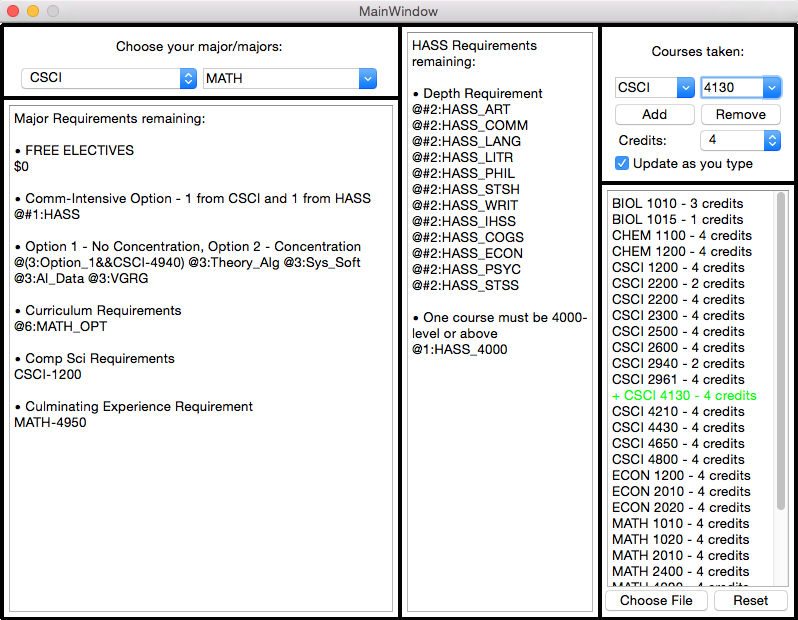 MainWindow
Choose your major/majors:
CSCI
MATH
Major Requirements remaining:
• FREE ELECTIVES
$0
• Comm-Intensive Option - 1 from CSCI and 1 from HASS
@#1:HASS
• Option 1 - No Concentration, Option 2 - Concentration
@(3:Option_1&&CSCI-4940) @3:Theory_Alg @3:Sys_Soft
@3:AI_Data @3:VGRG
• Curriculum Requirements
@6:MATH_OPT
• Comp Sci Requirements
CSCI-1200
• Culminating Experience Requirement
MATH-4950
HASS Requirements
remaining:
• Depth Requirement
@#2:HASS_ART
@#2:HASS_COMM
@#2:HASS_LANG
@#2:HASS_LITR
@#2:HASS_PHIL
@#2:HASS_STSH
@#2:HASS_WRIT
@#2:HASS_IHSS
@#2:HASS_COGS
@#2:HASS_ECON
@#2:HASS_PSYC
@#2:HASS_STSS
• One course must be 4000-
level or above
@1:HASS_4000
Courses taken:
CSCI
4130
Add
Remove
Credits:
4
Update as you type
BIOL 1010 - 3 credits
BIOL 1015 - 1 credits
CHEM 1100 - 4 credits
CHEM 1200 - 4 credits
CSCI 1200 - 4 credits
CSCI 2200 - 2 credits
CSCI 2200 - 4 credits
CSCI 2300 - 4 credits
CSCI 2500 - 4 credits
CSCI 2600 - 4 credits
CSCI 2940 - 2 credits
CSCI 2961 - 4 credits
+ CSCI 4130 - 4 credits
CSCI 4210 - 4 credits
CSCI 4430 - 4 credits
CSCI 4650 - 4 credits
CSCI 4800 - 4 credits
ECON 1200 - 4 credits
ECON 2010 - 4 credits
ECON 2020 - 4 credits
MATH 1010 - 4 credits
MATH 1020 - 4 credits
MATH 2010 - 4 credits
MATH 2400 - 4 credits
Choose File
Reset